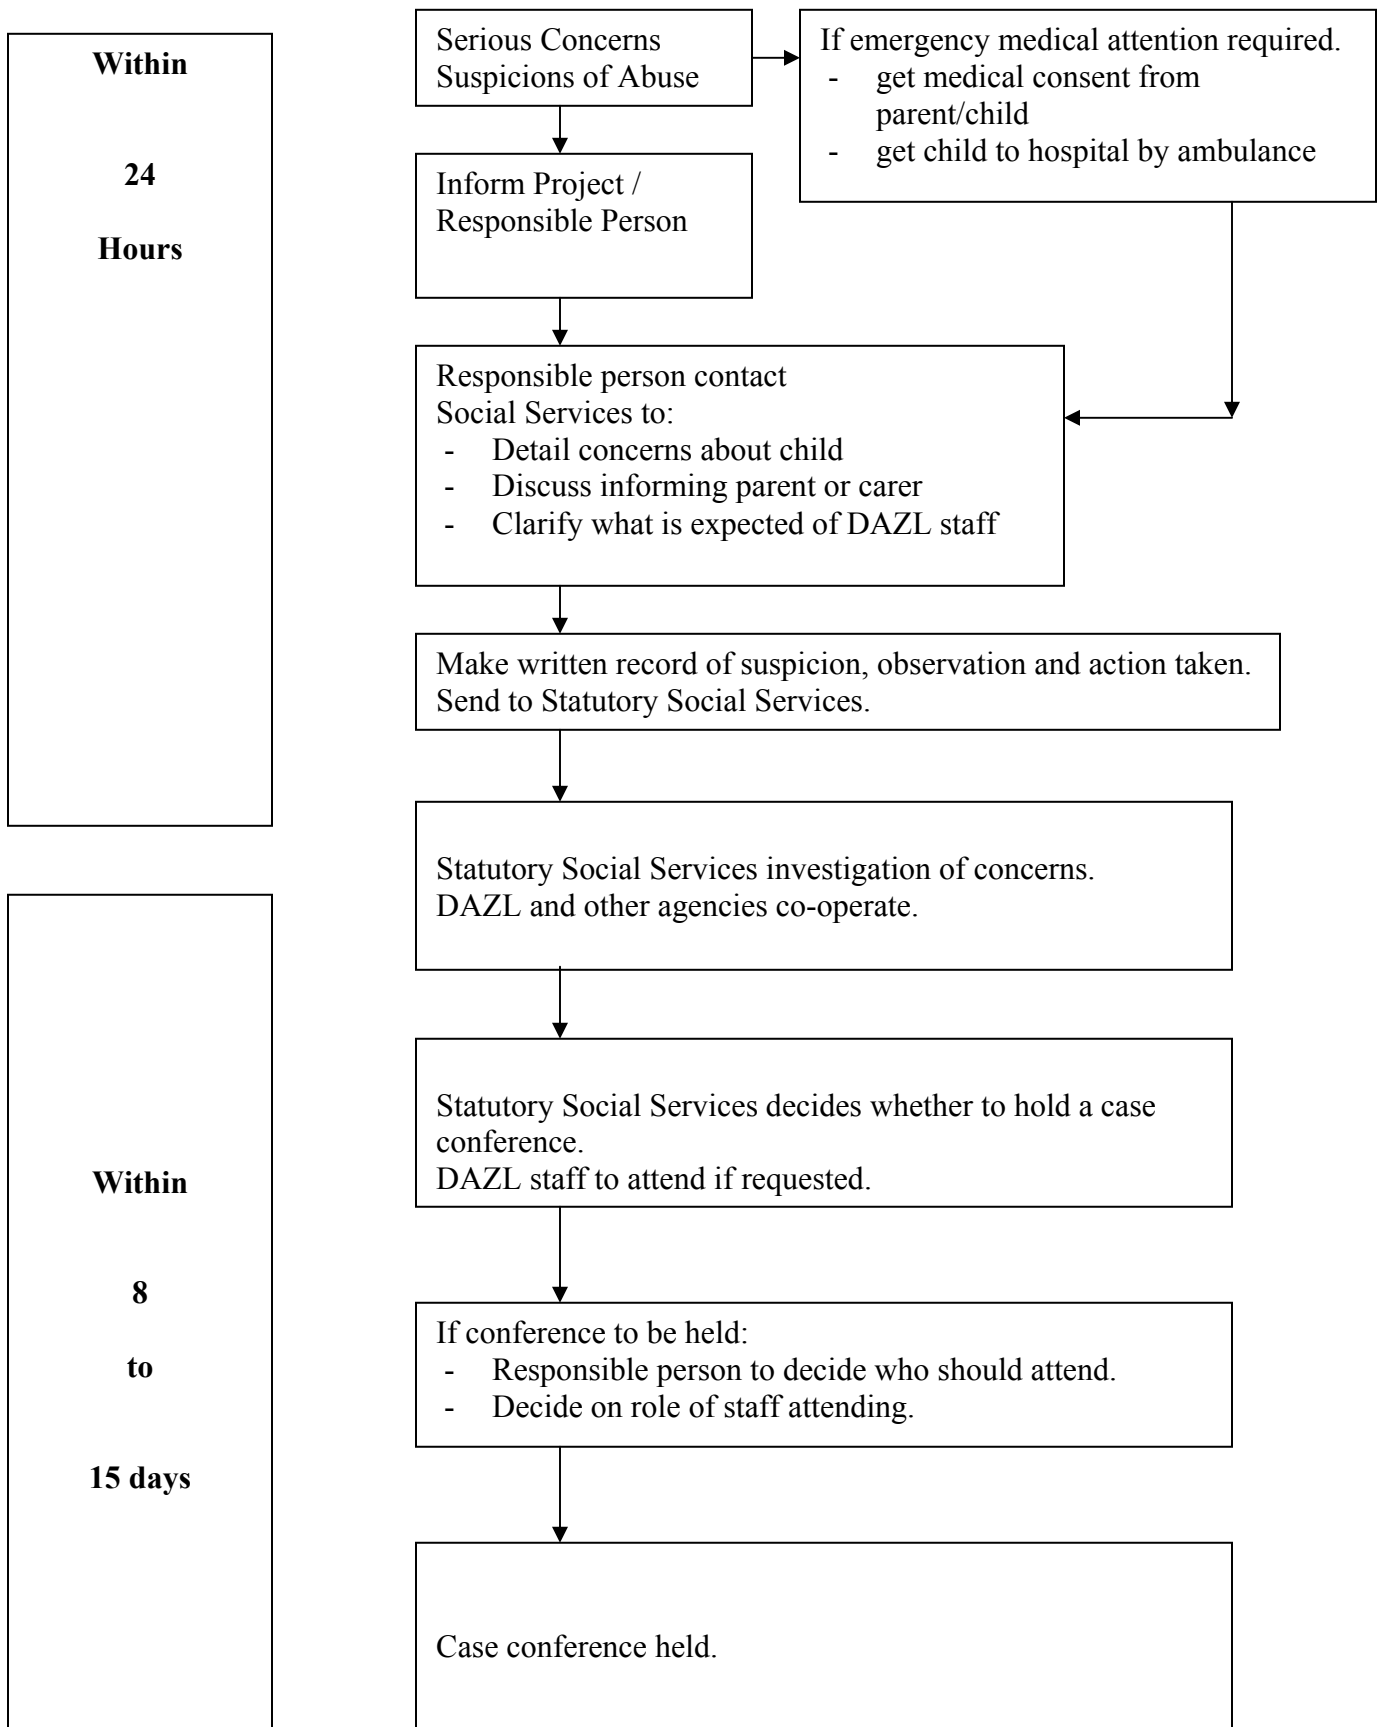 Within
24
Hours
Serious Concerns
Suspicions of Abuse
If emergency medical attention required.
- get medical consent from
parent/child
- get child to hospital by ambulance
Inform Project /
Responsible Person
Responsible person contact
Social Services to:
- Detail concerns about child
- Discuss informing parent or carer
- Clarify what is expected of DAZL staff
Make written record of suspicion, observation and action taken.
Send to Statutory Social Services.
Statutory Social Services investigation of concerns.
DAZL and other agencies co-operate.
Within
8
to
15 days
Statutory Social Services decides whether to hold a case
conference.
DAZL staff to attend if requested.
If conference to be held:
- Responsible person to decide who should attend.
- Decide on role of staff attending.
Case conference held.